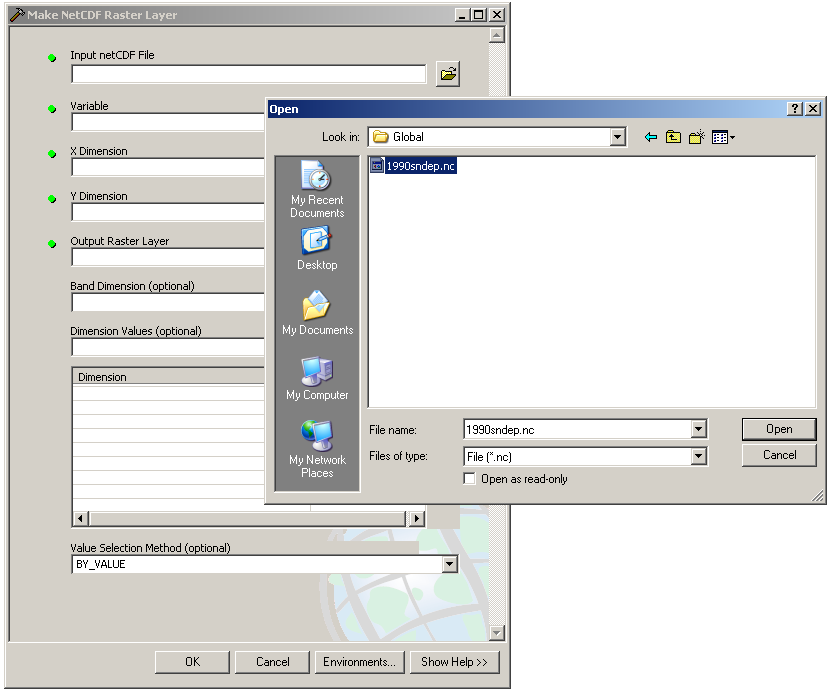 Make NetCDF Raster Layer
Input netCDF File
Variable
X Dimension
Y Dimension
Output Raster Layer
Band Dimension (optional)
Dimension Values (optional)
Dimension
Value Selection Method (optional)
BY_VALUE
OK
Cancel
Environments...
Show Help >>
Open
Look in:
Global
My Recent
Documents
Desktop
My Documents
My Computer
My Network
Places
1990sndep.nc
File name:
1990sndep.nc
Open
Files of type:
File (*.nc)
Cancel
Open as read-only